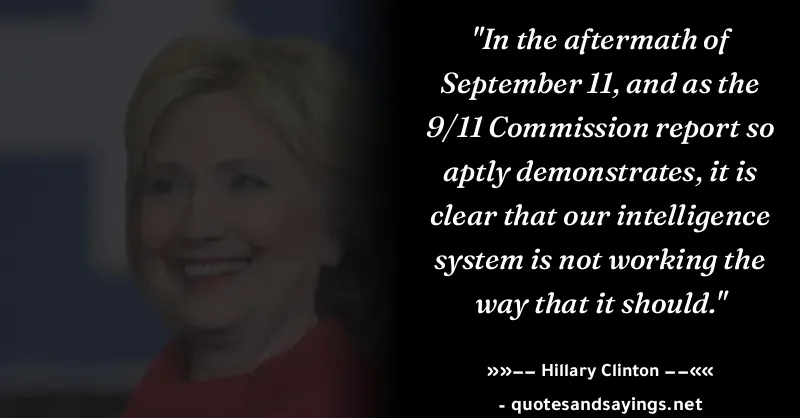 "In the aftermath of
September 11, and as the
9/11 Commission report so
aptly demonstrates, it is
clear that our intelligence
system is not working the
way that it should."
»»−− Hillary Clinton −−««
- quotesandsayings.net